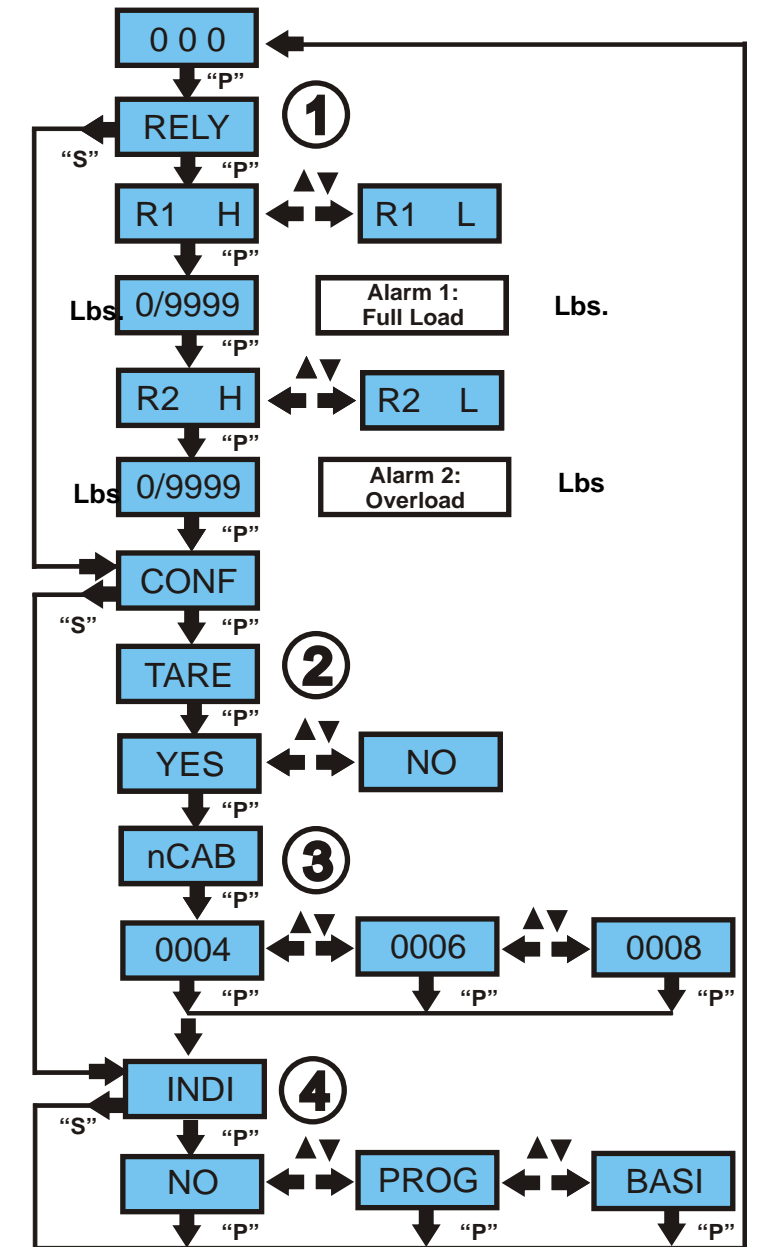 0 0 0
“P”
RELY
1
“S”
“P”
R1 H
▲▼
R1 L
“P”
Lbs.
0/9999
Alarm 1:
Full Load
Lbs.
“P”
R2 H
▲▼
R2 L
“P”
Lbs
0/9999
Alarm 2:
Overload
Lbs
“P”
CONF
“S”
“P”
TARE
2
“P”
YES
▲▼
NO
“P”
nCAB
3
“P”
0004
▲▼
0006
▲▼
0008
“P”
“P”
“P”
INDI
4
“S”
“P”
NO
▲▼
PROG
▲▼
BASI
“P”
“P”
“P”